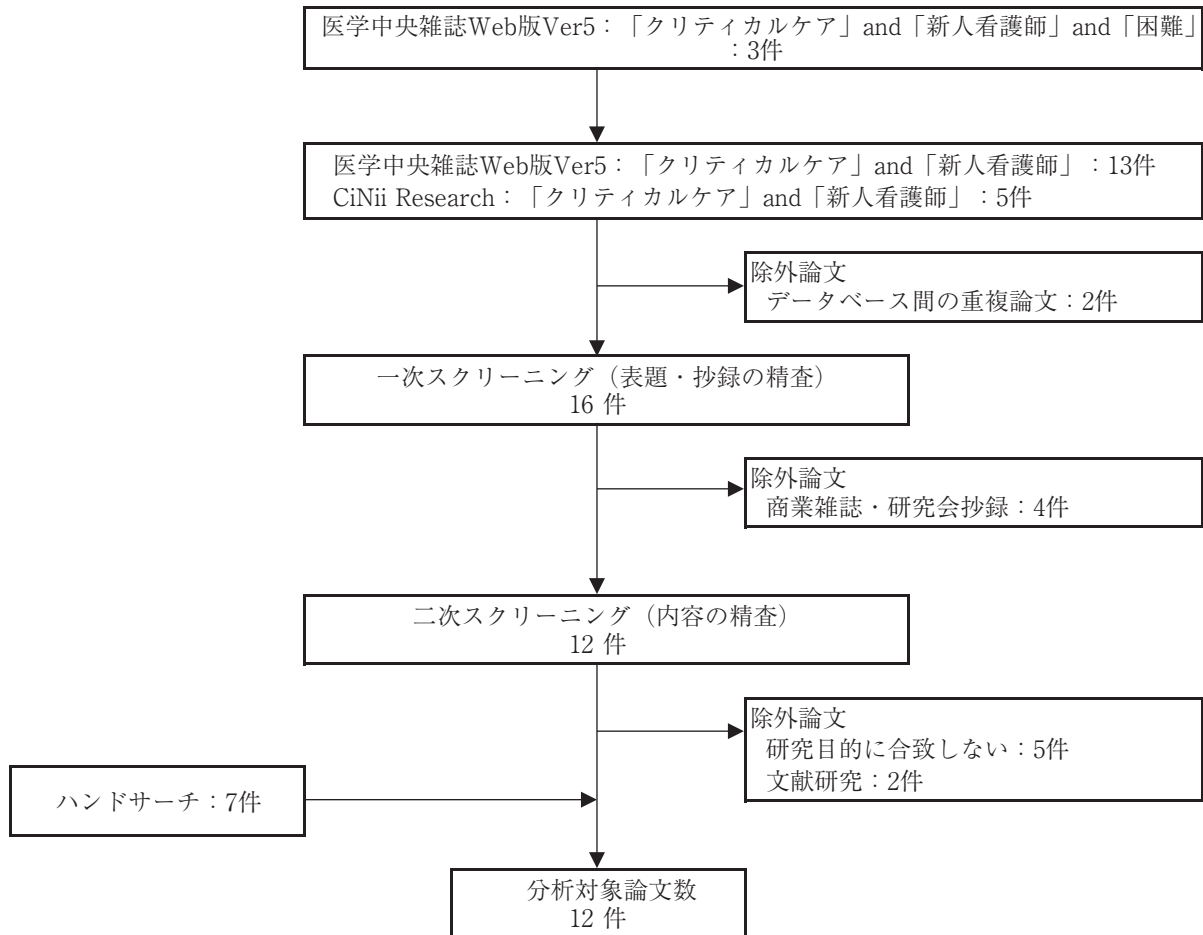 医学中央雑誌Web版Ver5：「クリティカルケア」and「新人看護師」and「困難」
：3件
医学中央雑誌Web版Ver5：「クリティカルケア」and「新人看護師」：13件
CiNii Research：「クリティカルケア」and「新人看護師」：5件
除外論文
データベース間の重複論文：2件
一次スクリーニング（表題・抄録の精査）
16 件
除外論文
商業雑誌・研究会抄録：4件
二次スクリーニング（内容の精査）
12 件
除外論文
研究目的に合致しない：5件
文献研究：2件
ハンドサーチ：7件
分析対象論文数
12 件